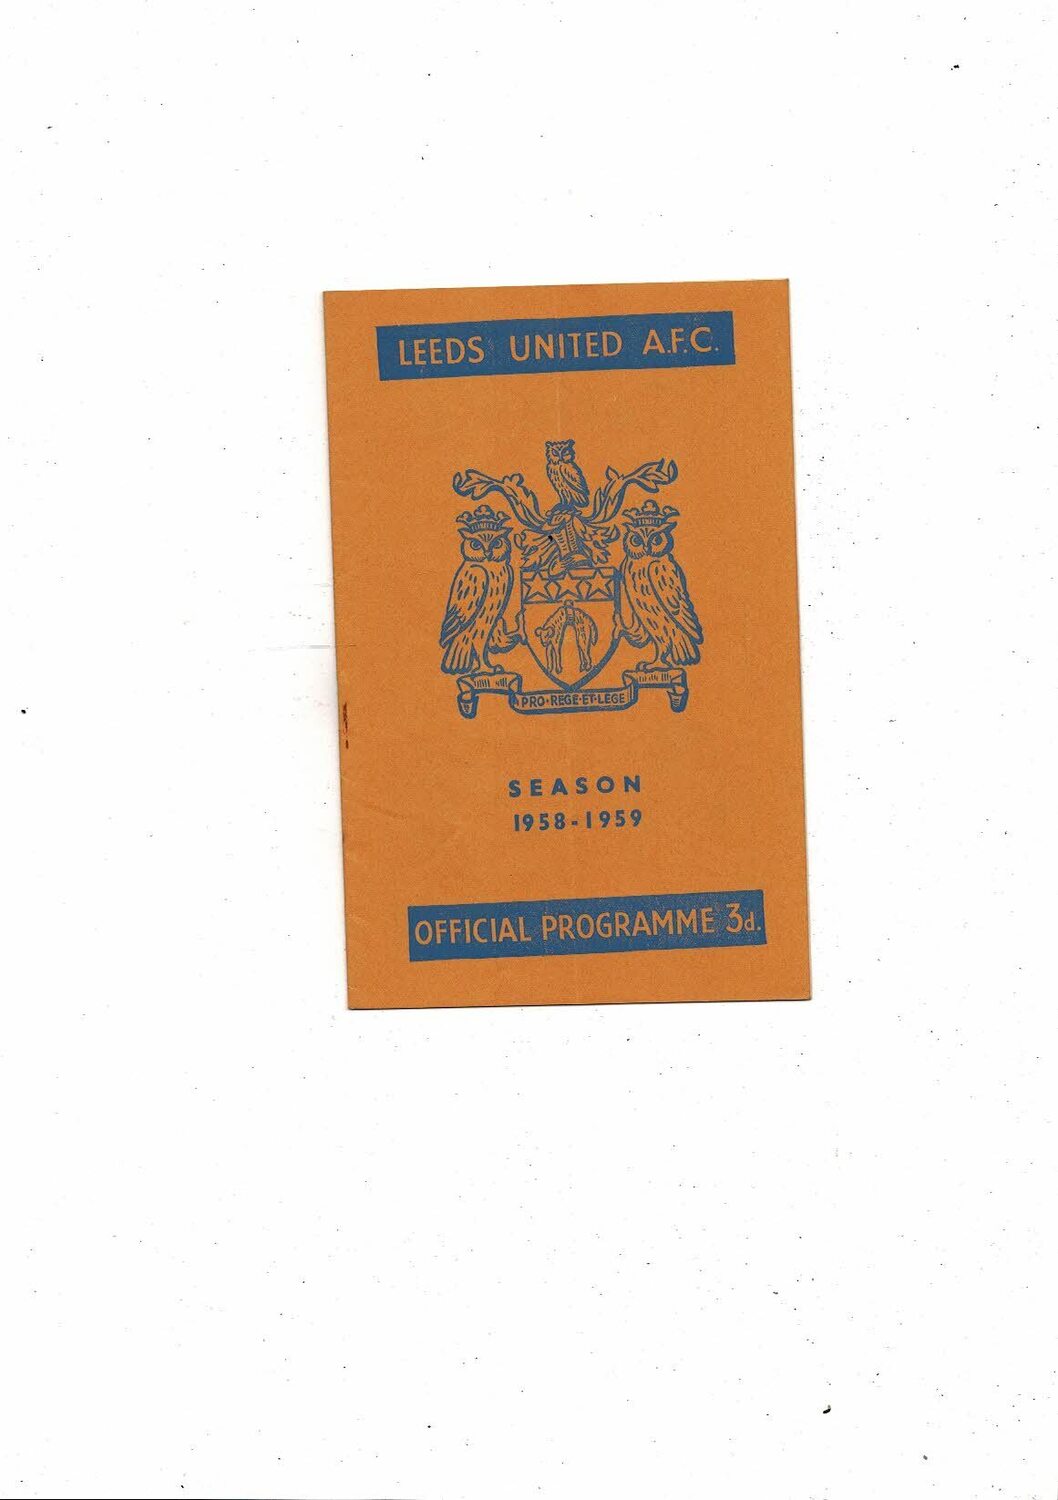 LEEDS UNITED A.F.C.
PRO·REGE·ET·LEGE
SEASON
1958-1959
OFFICIAL PROGRAMME 3d.